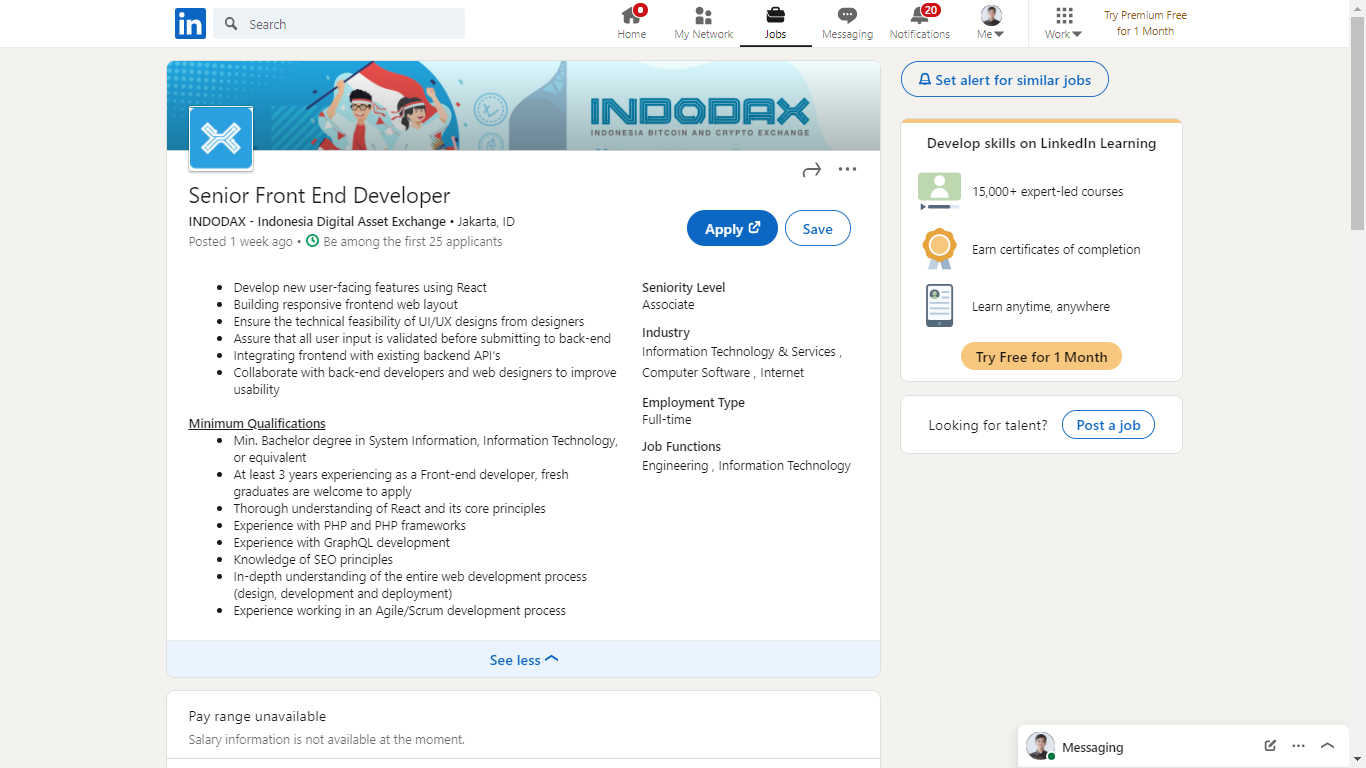 in
Search
Home
My Network
Jobs
Messaging
20
Notifications
Me
Work
Try Premium Free
for 1 Month
INDODAX
INDONESIA BITCOIN AND CRYPTO EXCHANGE
Senior Front End Developer
INDODAX - Indonesia Digital Asset Exchange • Jakarta, ID
Posted 1 week ago • Be among the first 25 applicants
Apply
Save
• Develop new user-facing features using React
• Building responsive frontend web layout
• Ensure the technical feasibility of UI/UX designs from designers
• Assure that all user input is validated before submitting to back-end
• Integrating frontend with existing backend API's
• Collaborate with back-end developers and web designers to improve
usability
Minimum Qualifications
• Min. Bachelor degree in System Information, Information Technology,
or equivalent
• At least 3 years experiencing as a Front-end developer, fresh
graduates are welcome to apply
• Thorough understanding of React and its core principles
• Experience with PHP and PHP frameworks
• Experience with GraphQL development
• Knowledge of SEO principles
• In-depth understanding of the entire web development process
(design, development and deployment)
• Experience working in an Agile/Scrum development process
Seniority Level
Associate
Industry
Information Technology & Services ,
Computer Software , Internet
Employment Type
Full-time
Job Functions
Engineering , Information Technology
See less
Pay range unavailable
Salary information is not available at the moment.
Set alert for similar jobs
Develop skills on LinkedIn Learning
15,000+ expert-led courses
Earn certificates of completion
Learn anytime, anywhere
Try Free for 1 Month
Looking for talent?
Post a job
Messaging